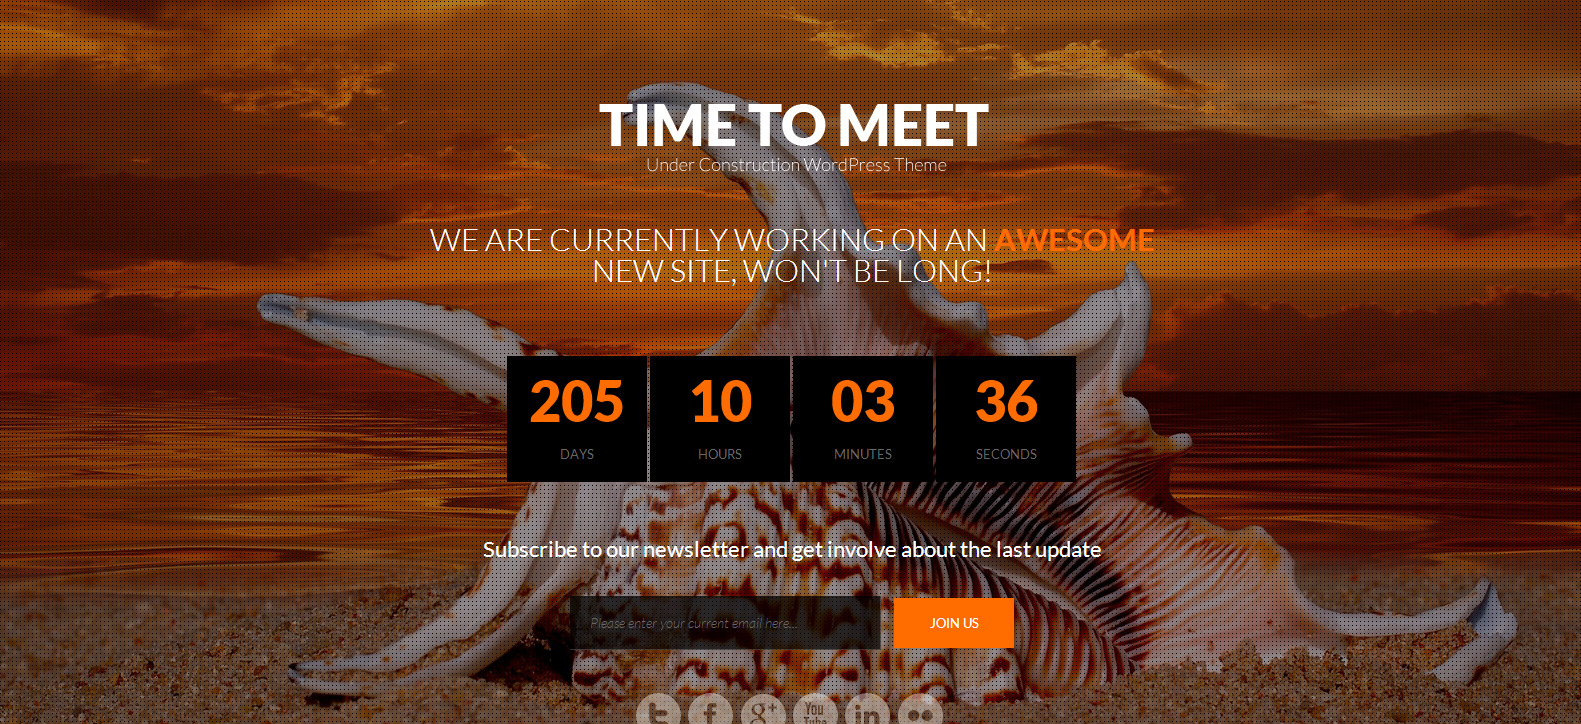 TIME TO MEET
Under Construction WordPress Theme
WE ARE CURRENTLY WORKING ON AN AWESOME
NEW SITE, WON'T BE LONG!
205 10 03 36
DAYS HOURS MINUTES SECONDS
Subscribe to our newsletter and get involve about the last update
Please enter your current email here...
JOIN US
t f g+ You Tube in